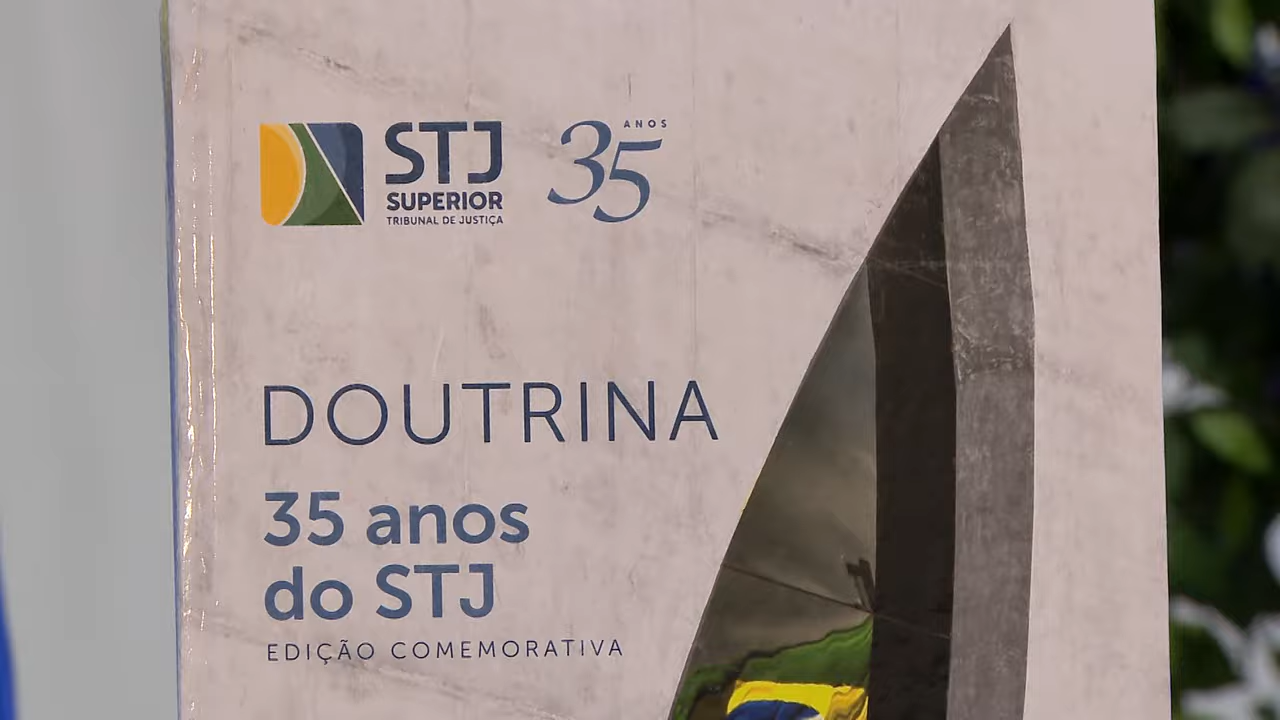 STJ
SUPERIOR
TRIBUNAL DE JUSTIÇA
35 ANOS
DOUTRINA
35 anos
do STJ
EDIÇÃO COMEMORATIVA